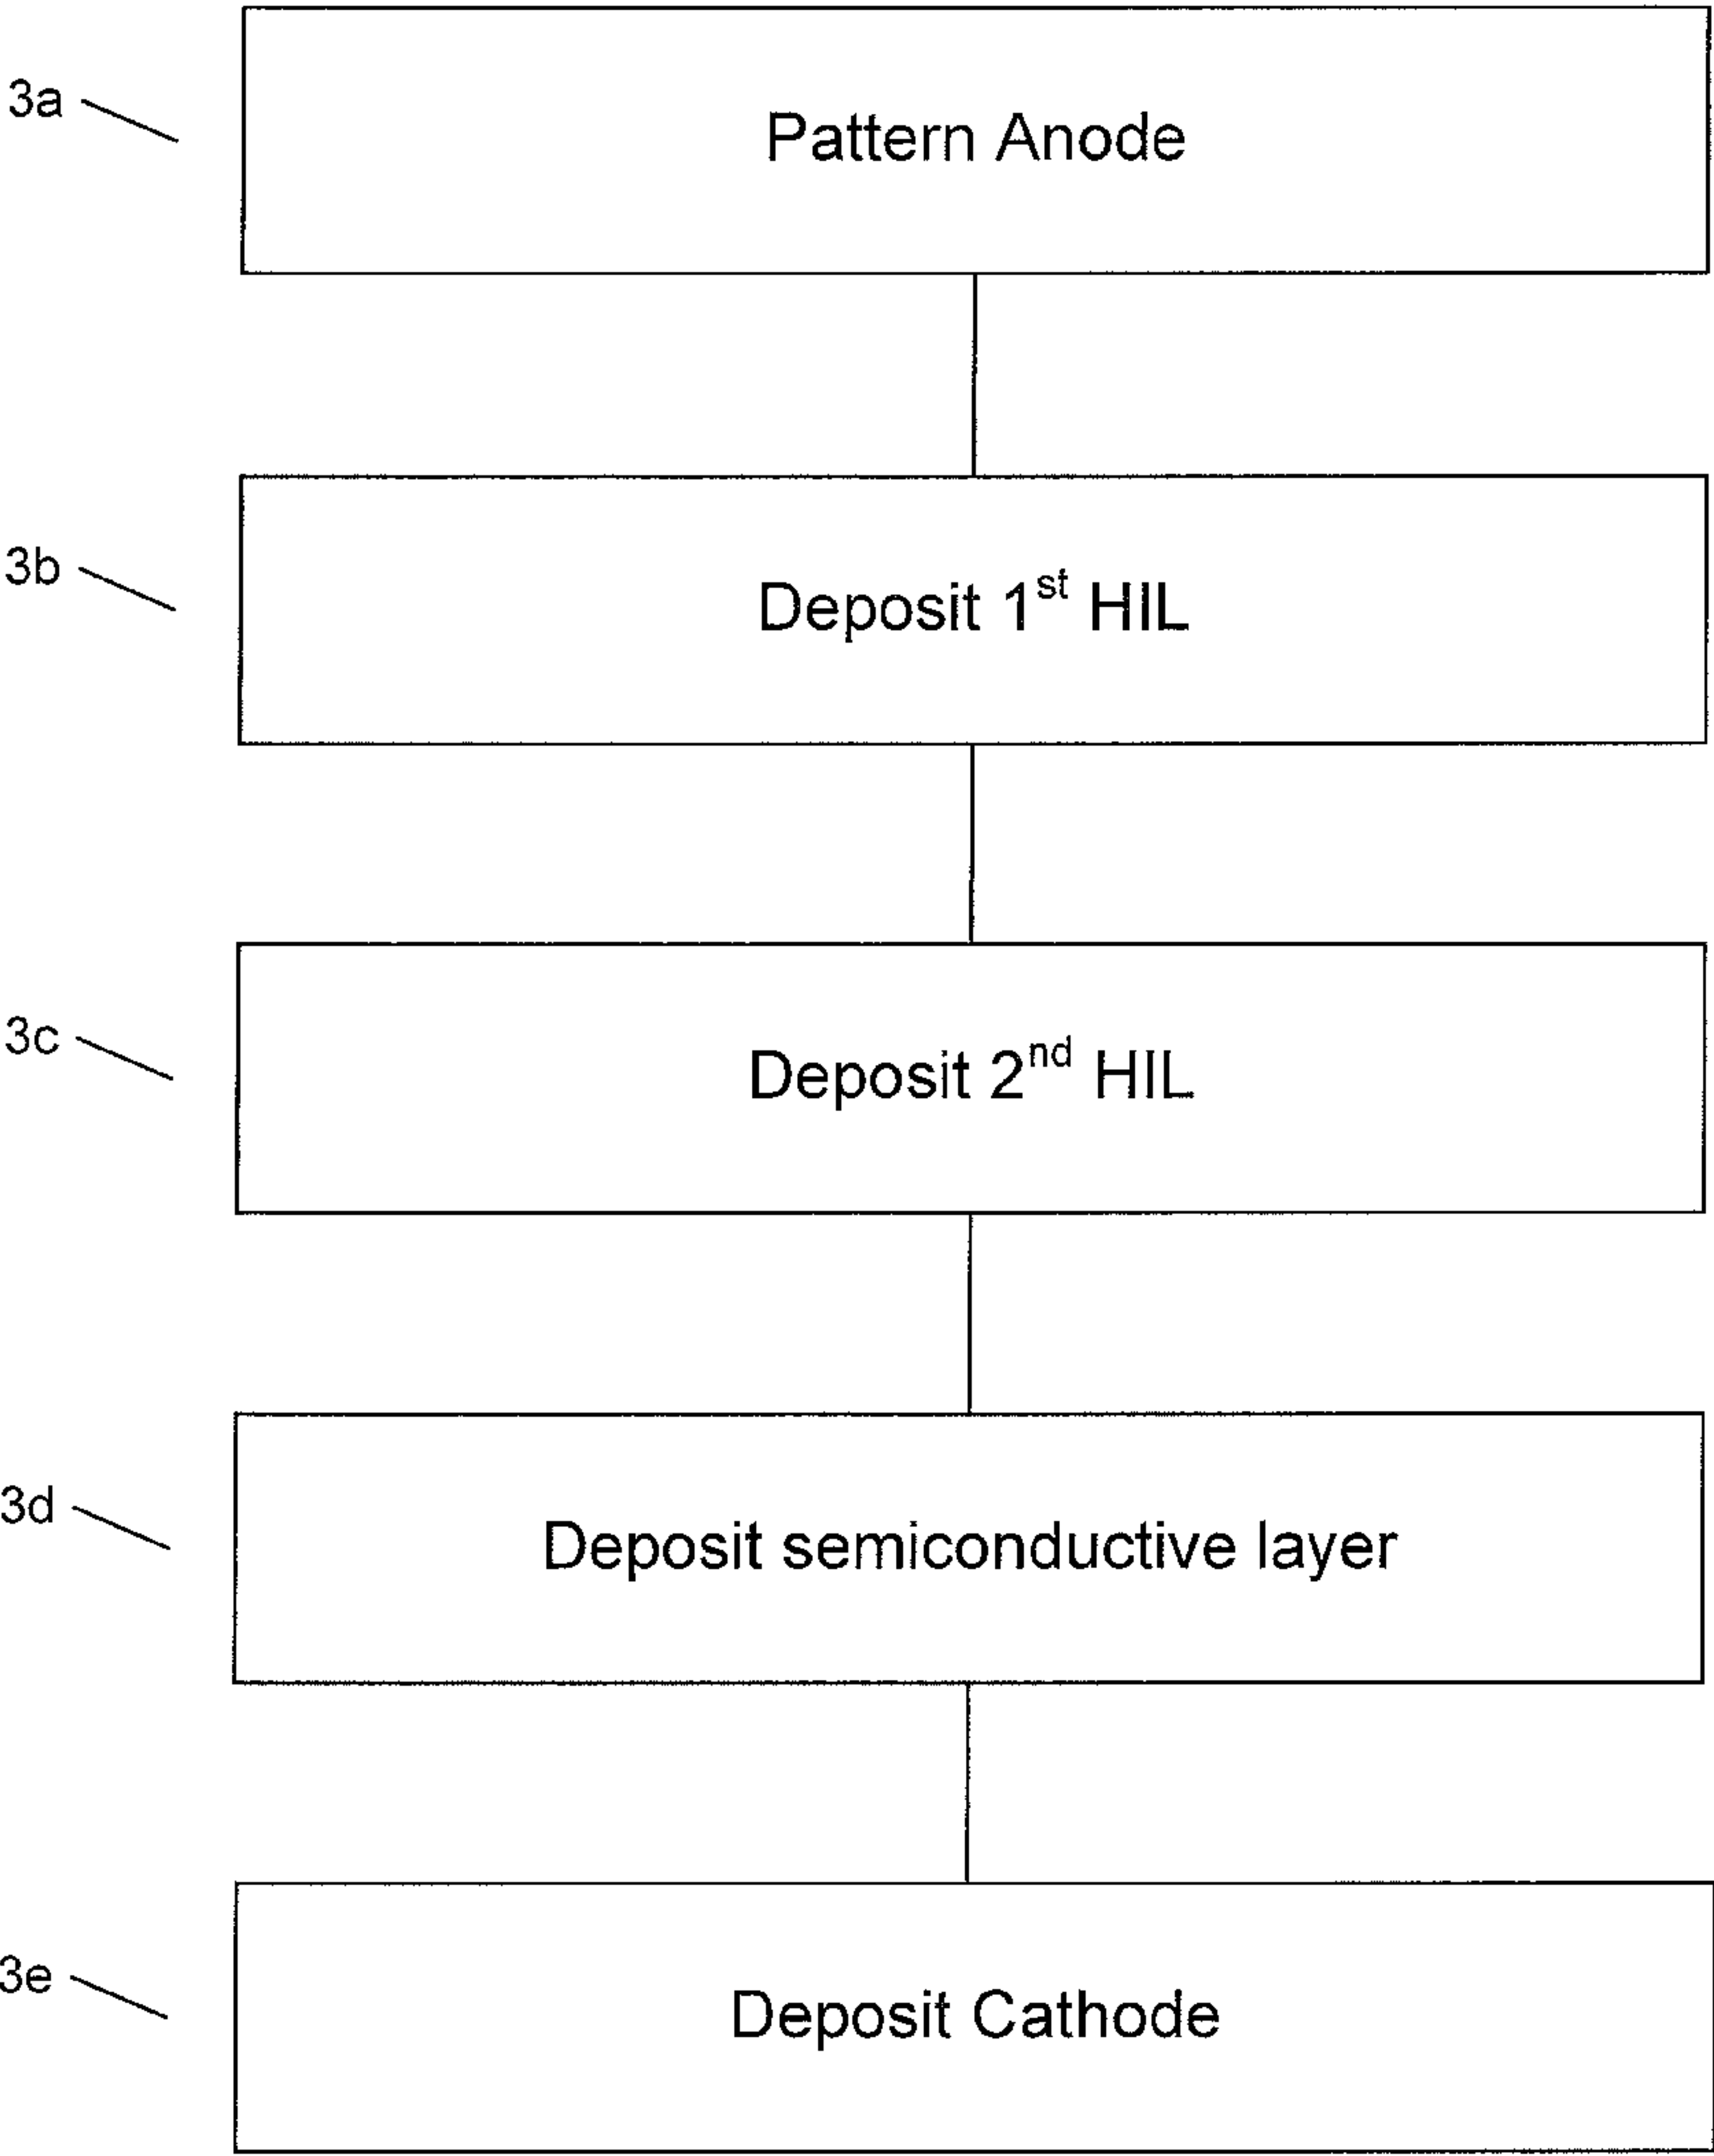 3a
Pattern Anode
3b
Deposit 1st HIL
3c
Deposit 2nd HIL
3d
Deposit semiconductive layer
3e
Deposit Cathode